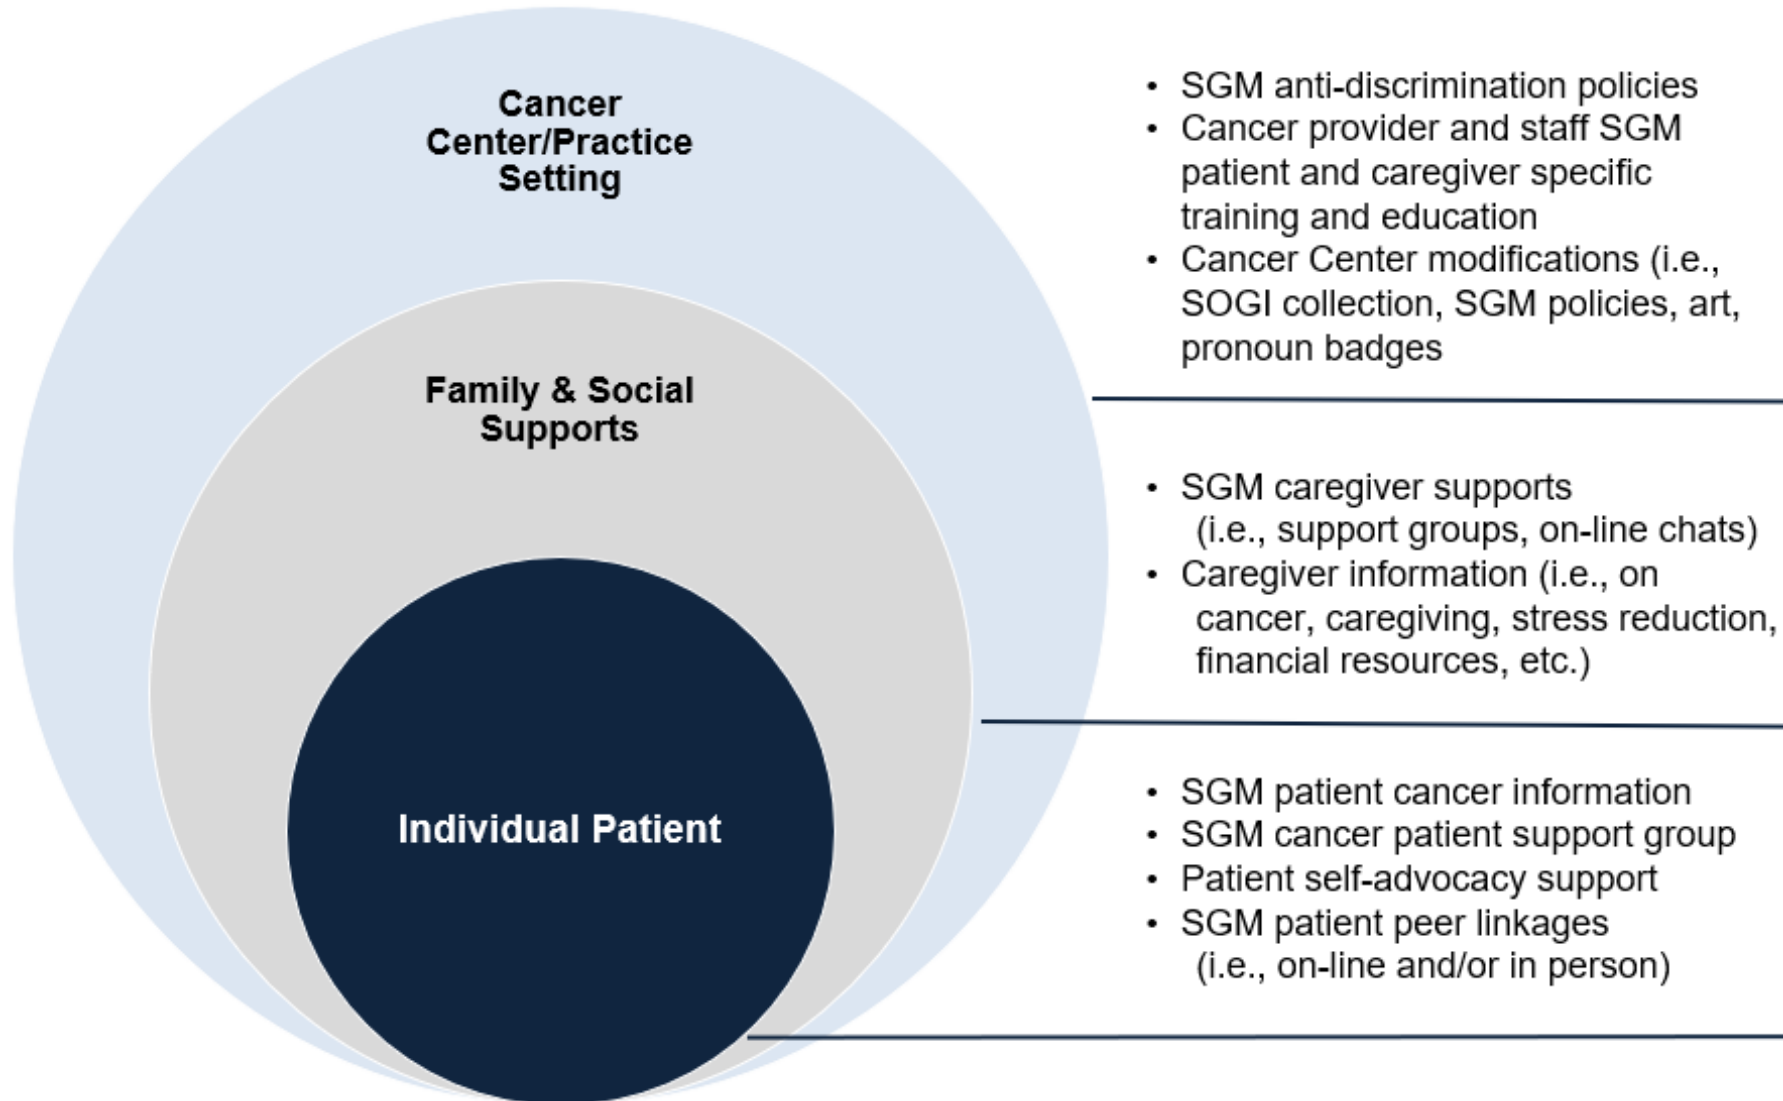 Cancer
Center/Practice
Setting
Family & Social
Supports
Individual Patient
• SGM anti-discrimination policies
• Cancer provider and staff SGM
patient and caregiver specific
training and education
• Cancer Center modifications (i.e.,
SOGI collection, SGM policies, art,
pronoun badges
• SGM caregiver supports
(i.e., support groups, on-line chats)
• Caregiver information (i.e., on
cancer, caregiving, stress reduction,
financial resources, etc.)
• SGM patient cancer information
• SGM cancer patient support group
• Patient self-advocacy support
• SGM patient peer linkages
(i.e., on-line and/or in person)